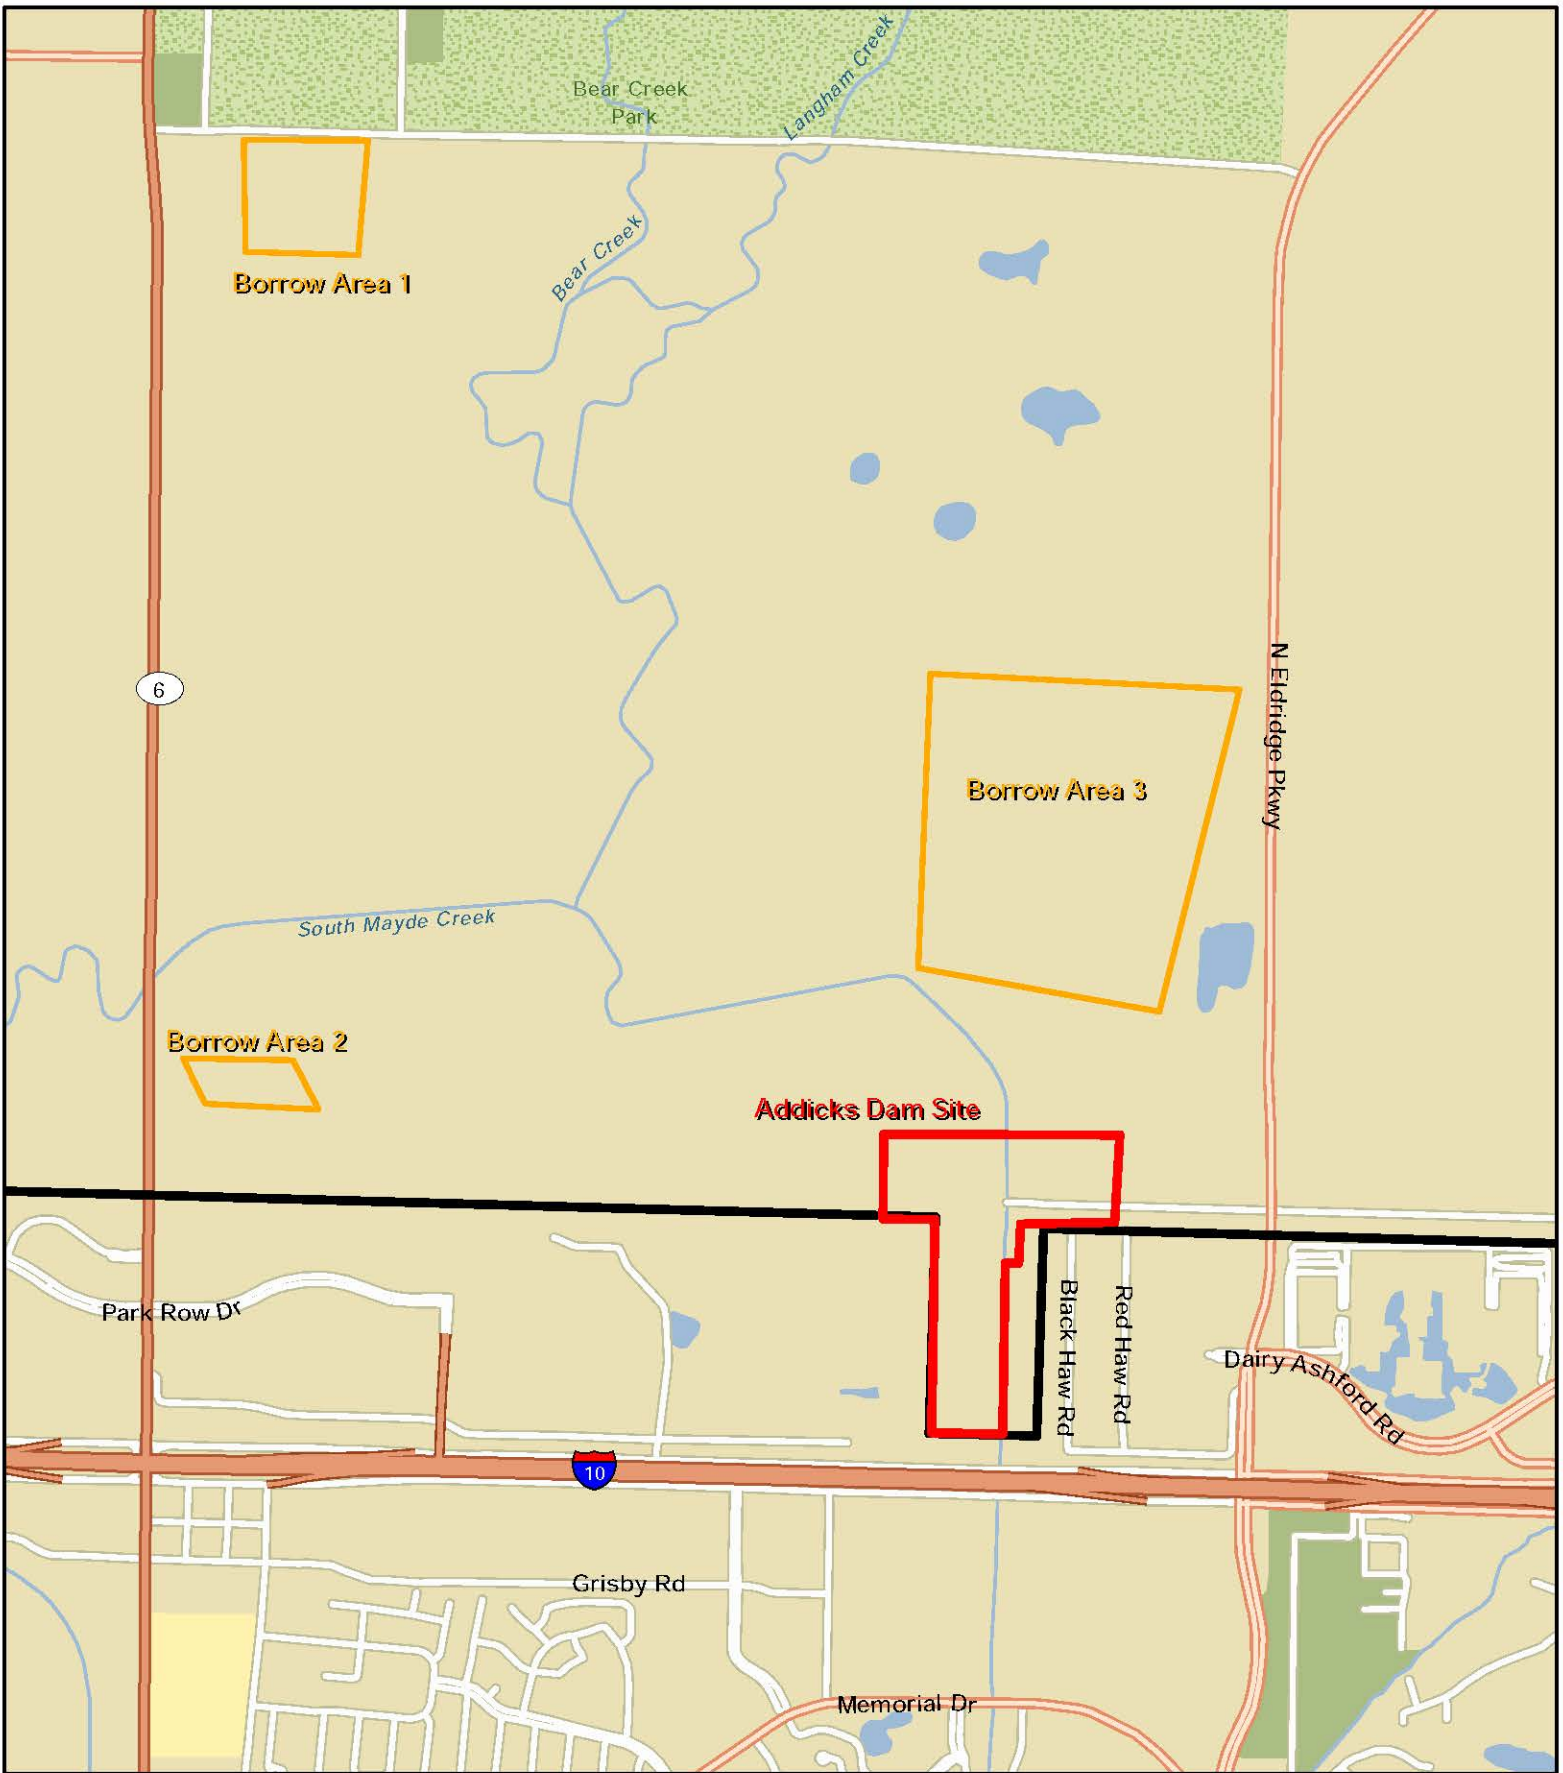 Bear Creek
Park
Langham Creek
Bear Creek
Borrow Area 1
6
N Eldridge Pkwy
Borrow Area 3
South Mayde Creek
Borrow Area 2
Addicks Dam Site
Park Row Dr
Black Haw Rd
Red Haw Rd
Dairy Ashford Rd
10
Grisby Rd
Memorial Dr